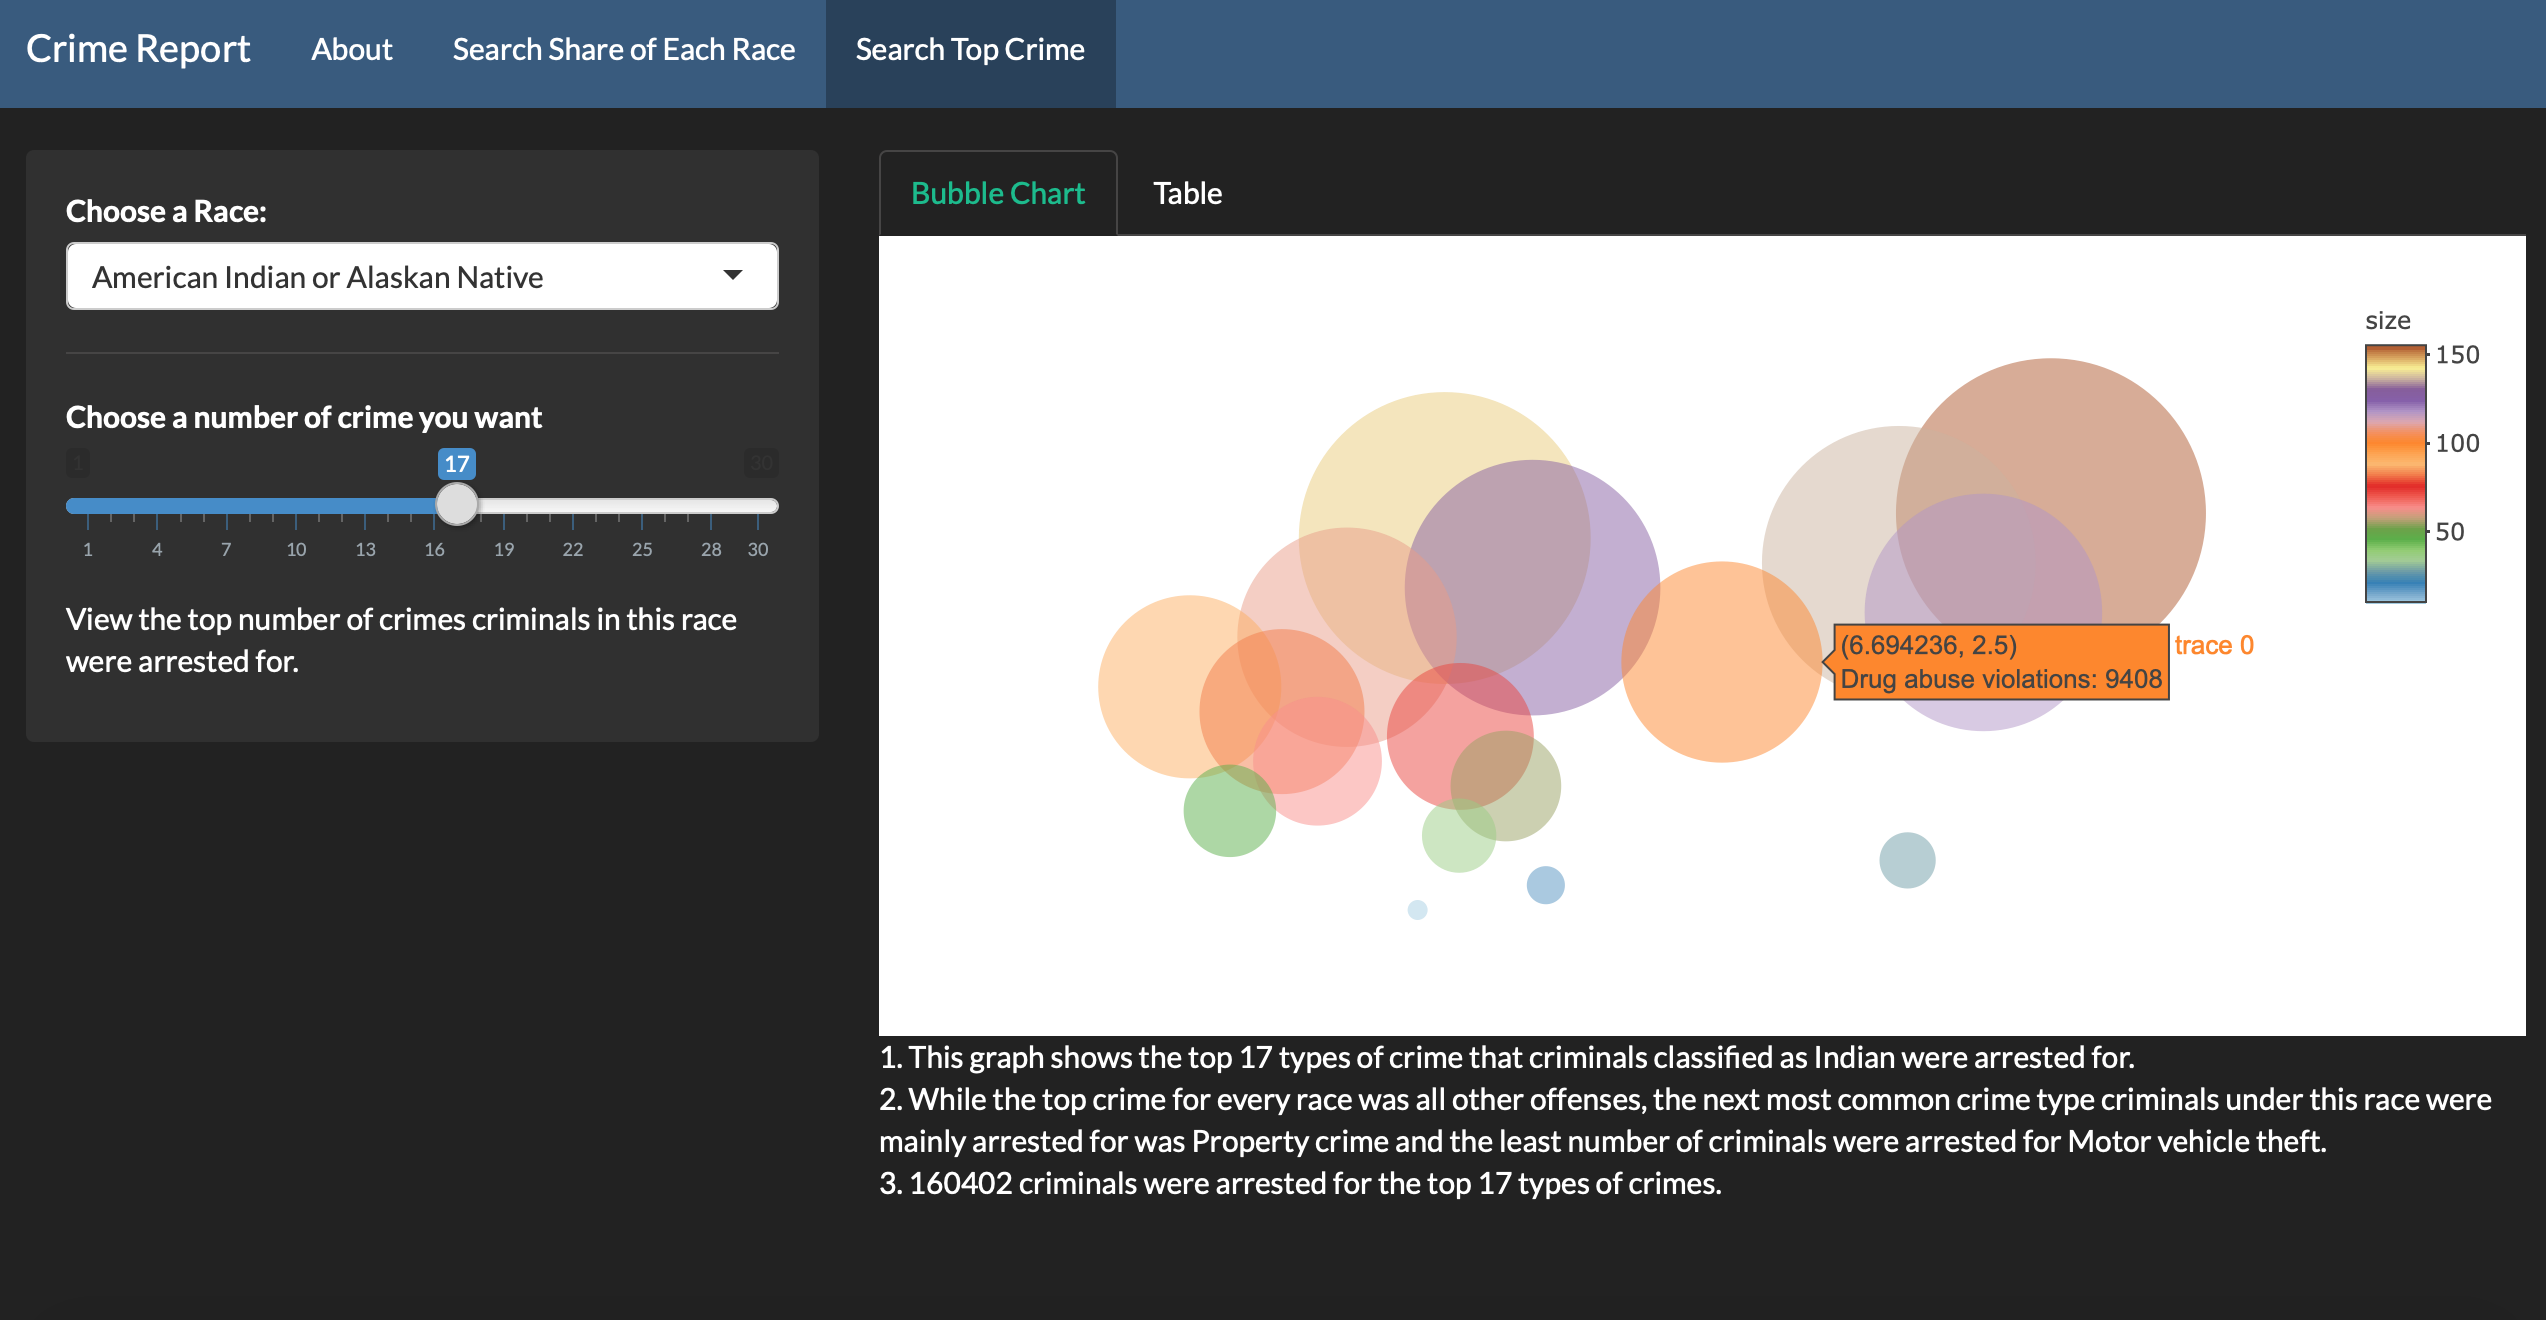 Crime Report About Search Share of Each Race Search Top Crime
Choose a Race:
American Indian or Alaskan Native
Choose a number of crime you want
1 17 30
1 4 7 10 13 16 19 22 25 28 30
View the top number of crimes criminals in this race
were arrested for.
Bubble Chart Table
size
150
100
50
(6.694236, 2.5) trace 0
Drug abuse violations: 9408
1. This graph shows the top 17 types of crime that criminals classified as Indian were arrested for.
2. While the top crime for every race was all other offenses, the next most common crime type criminals under this race were
mainly arrested for was Property crime and the least number of criminals were arrested for Motor vehicle theft.
3. 160402 criminals were arrested for the top 17 types of crimes.